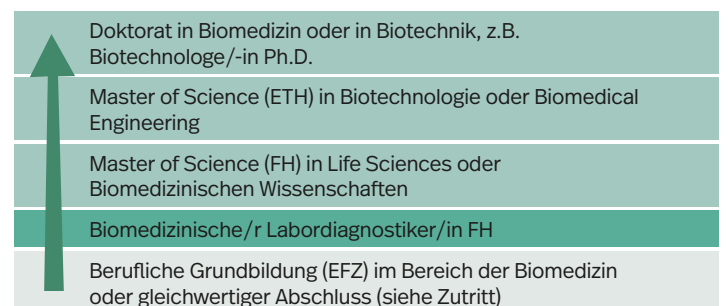 Doktorat in Biomedizin oder in Biotechnik, z.B.
Biotechnologe/-in Ph.D.
Master of Science (ETH) in Biotechnologie oder Biomedical
Engineering
Master of Science (FH) in Life Sciences oder
Biomedizinischen Wissenschaften
Biomedizinische/r Labordiagnostiker/in FH
Berufliche Grundbildung (EFZ) im Bereich der Biomedizin
oder gleichwertiger Abschluss (siehe Zutritt)